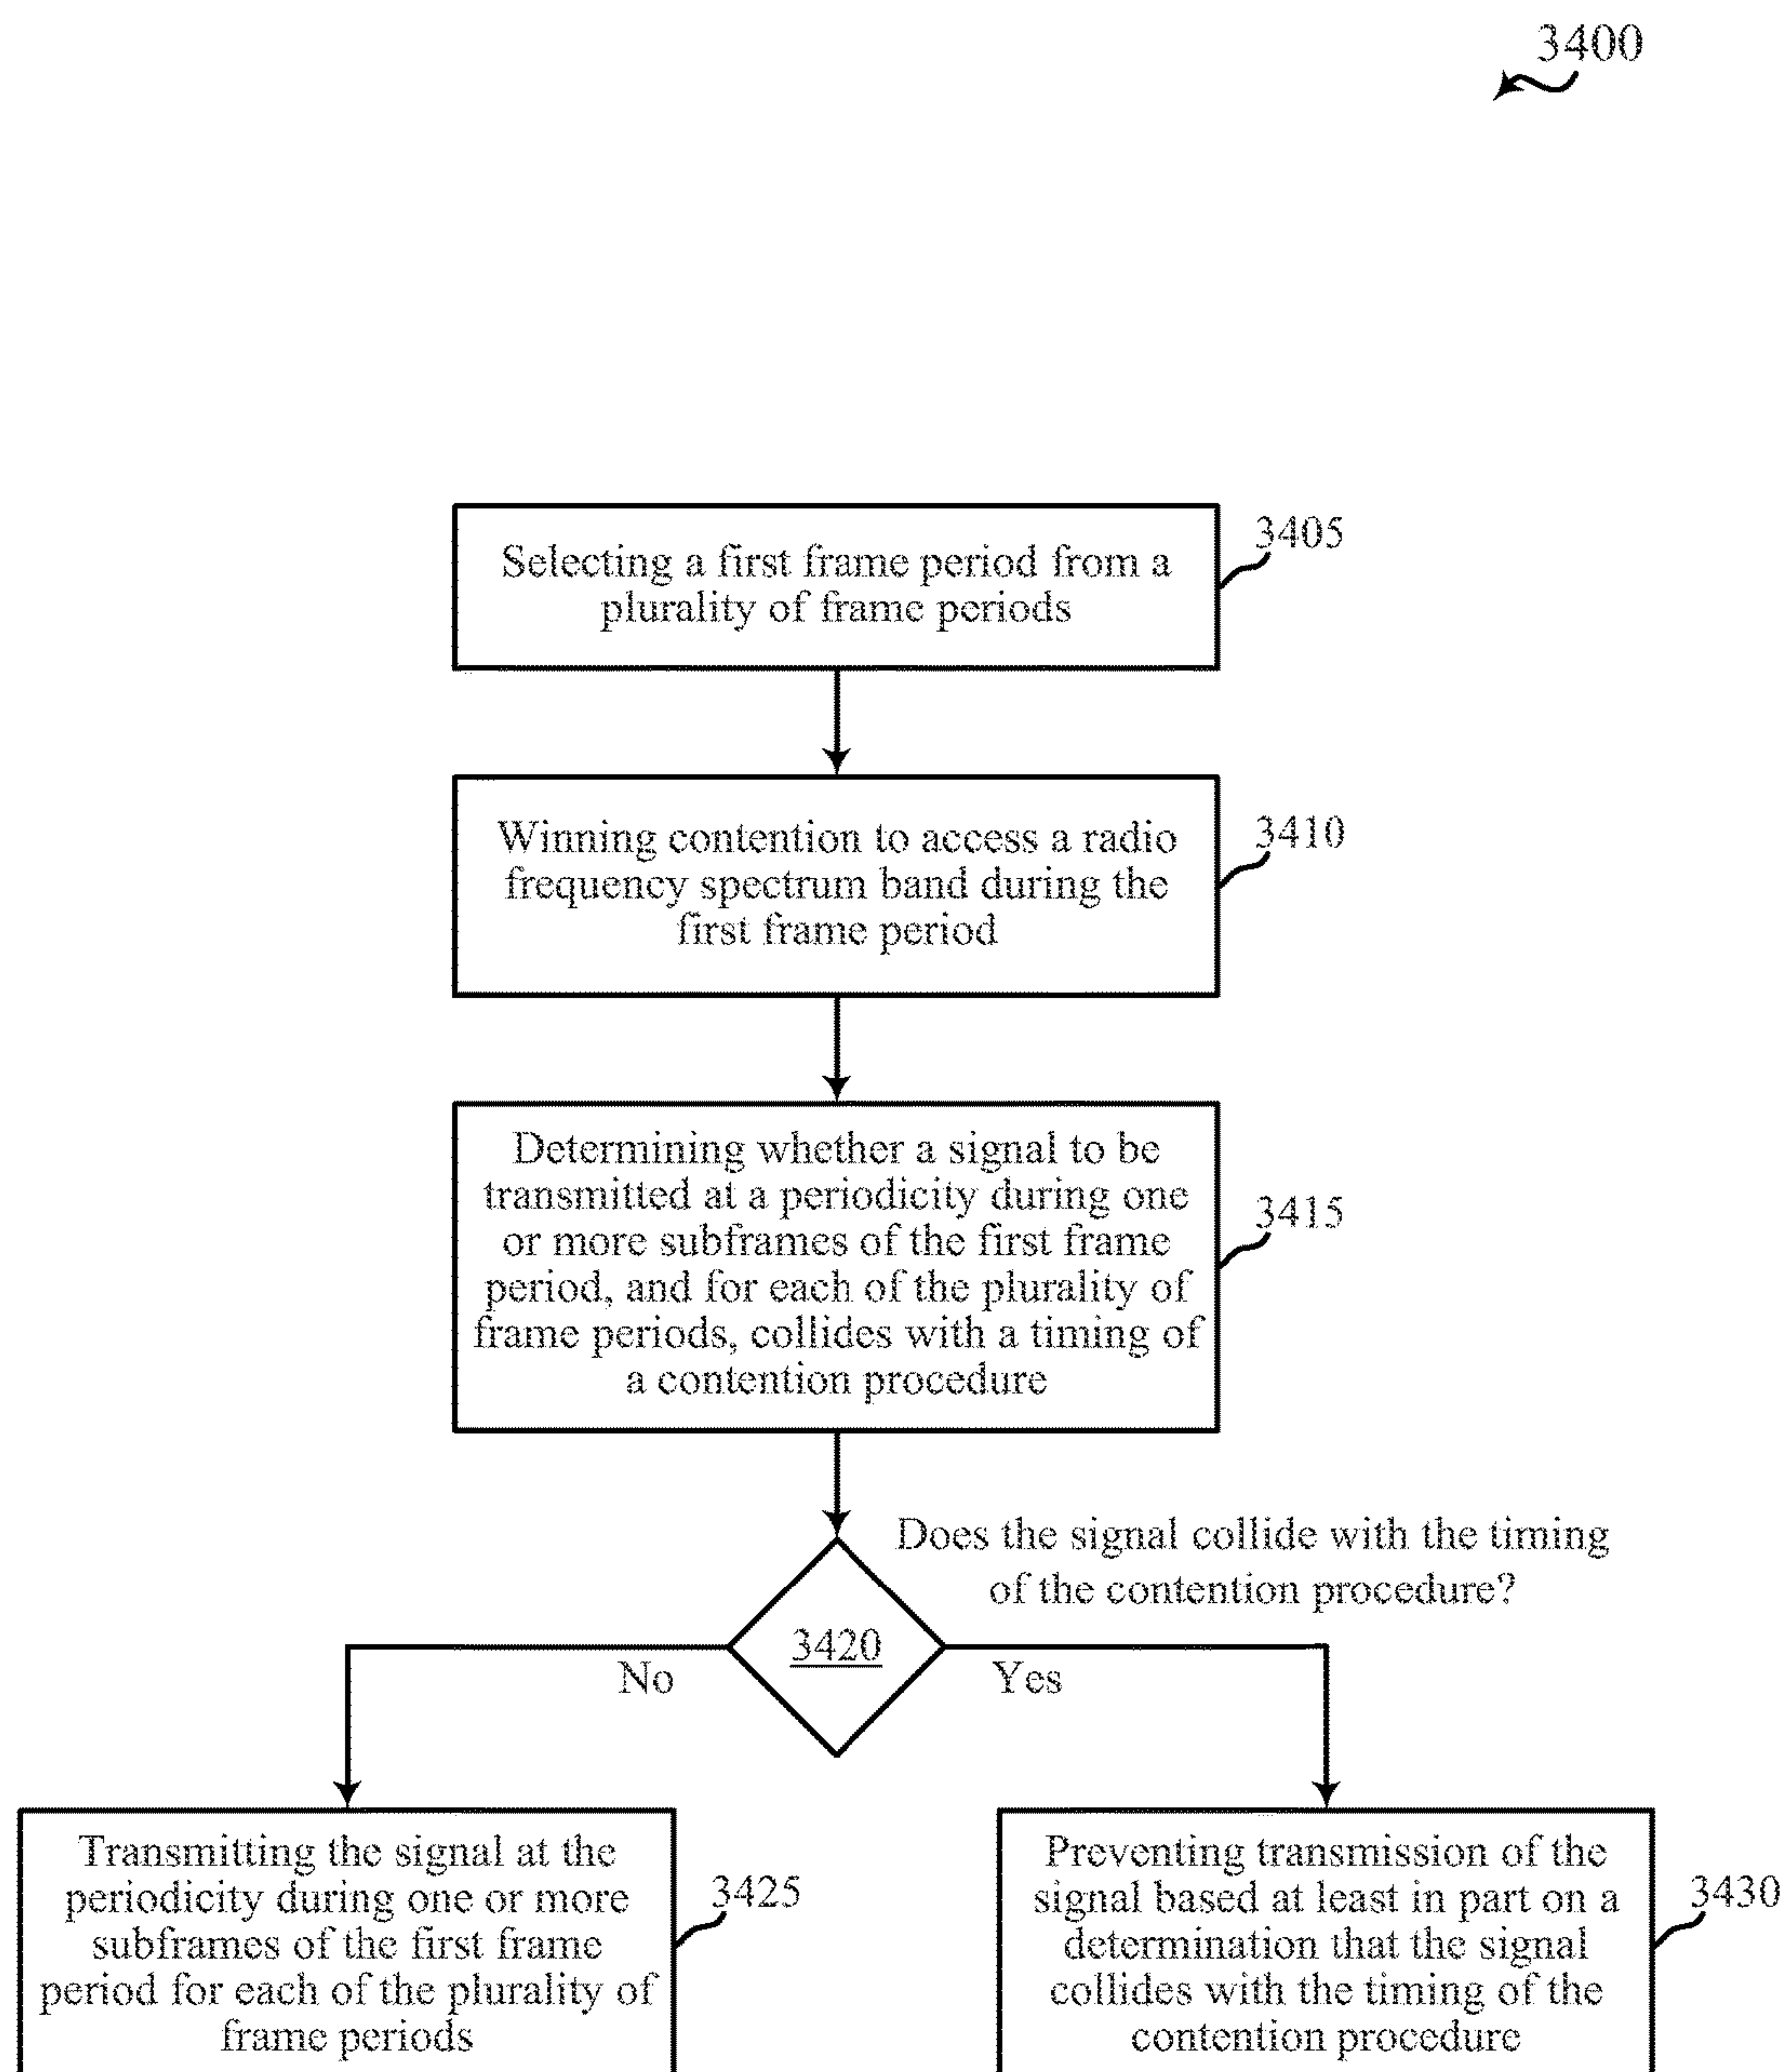 3400
Selecting a first frame period from a
plurality of frame periods
3405
Winning contention to access a radio
frequency spectrum band during the
first frame period
3410
Determining whether a signal to be
transmitted at a periodicity during one
or more subframes of the first frame
period, and for each of the plurality of
frame periods, collides with a timing of
a contention procedure
3415
Does the signal collide with the timing
of the contention procedure?
3420
No
Yes
Transmitting the signal at the
periodicity during one or more
subframes of the first frame
period for each of the plurality of
frame periods
3425
Preventing transmission of the
signal based at least in part on a
determination that the signal
collides with the timing of the
contention procedure
3430